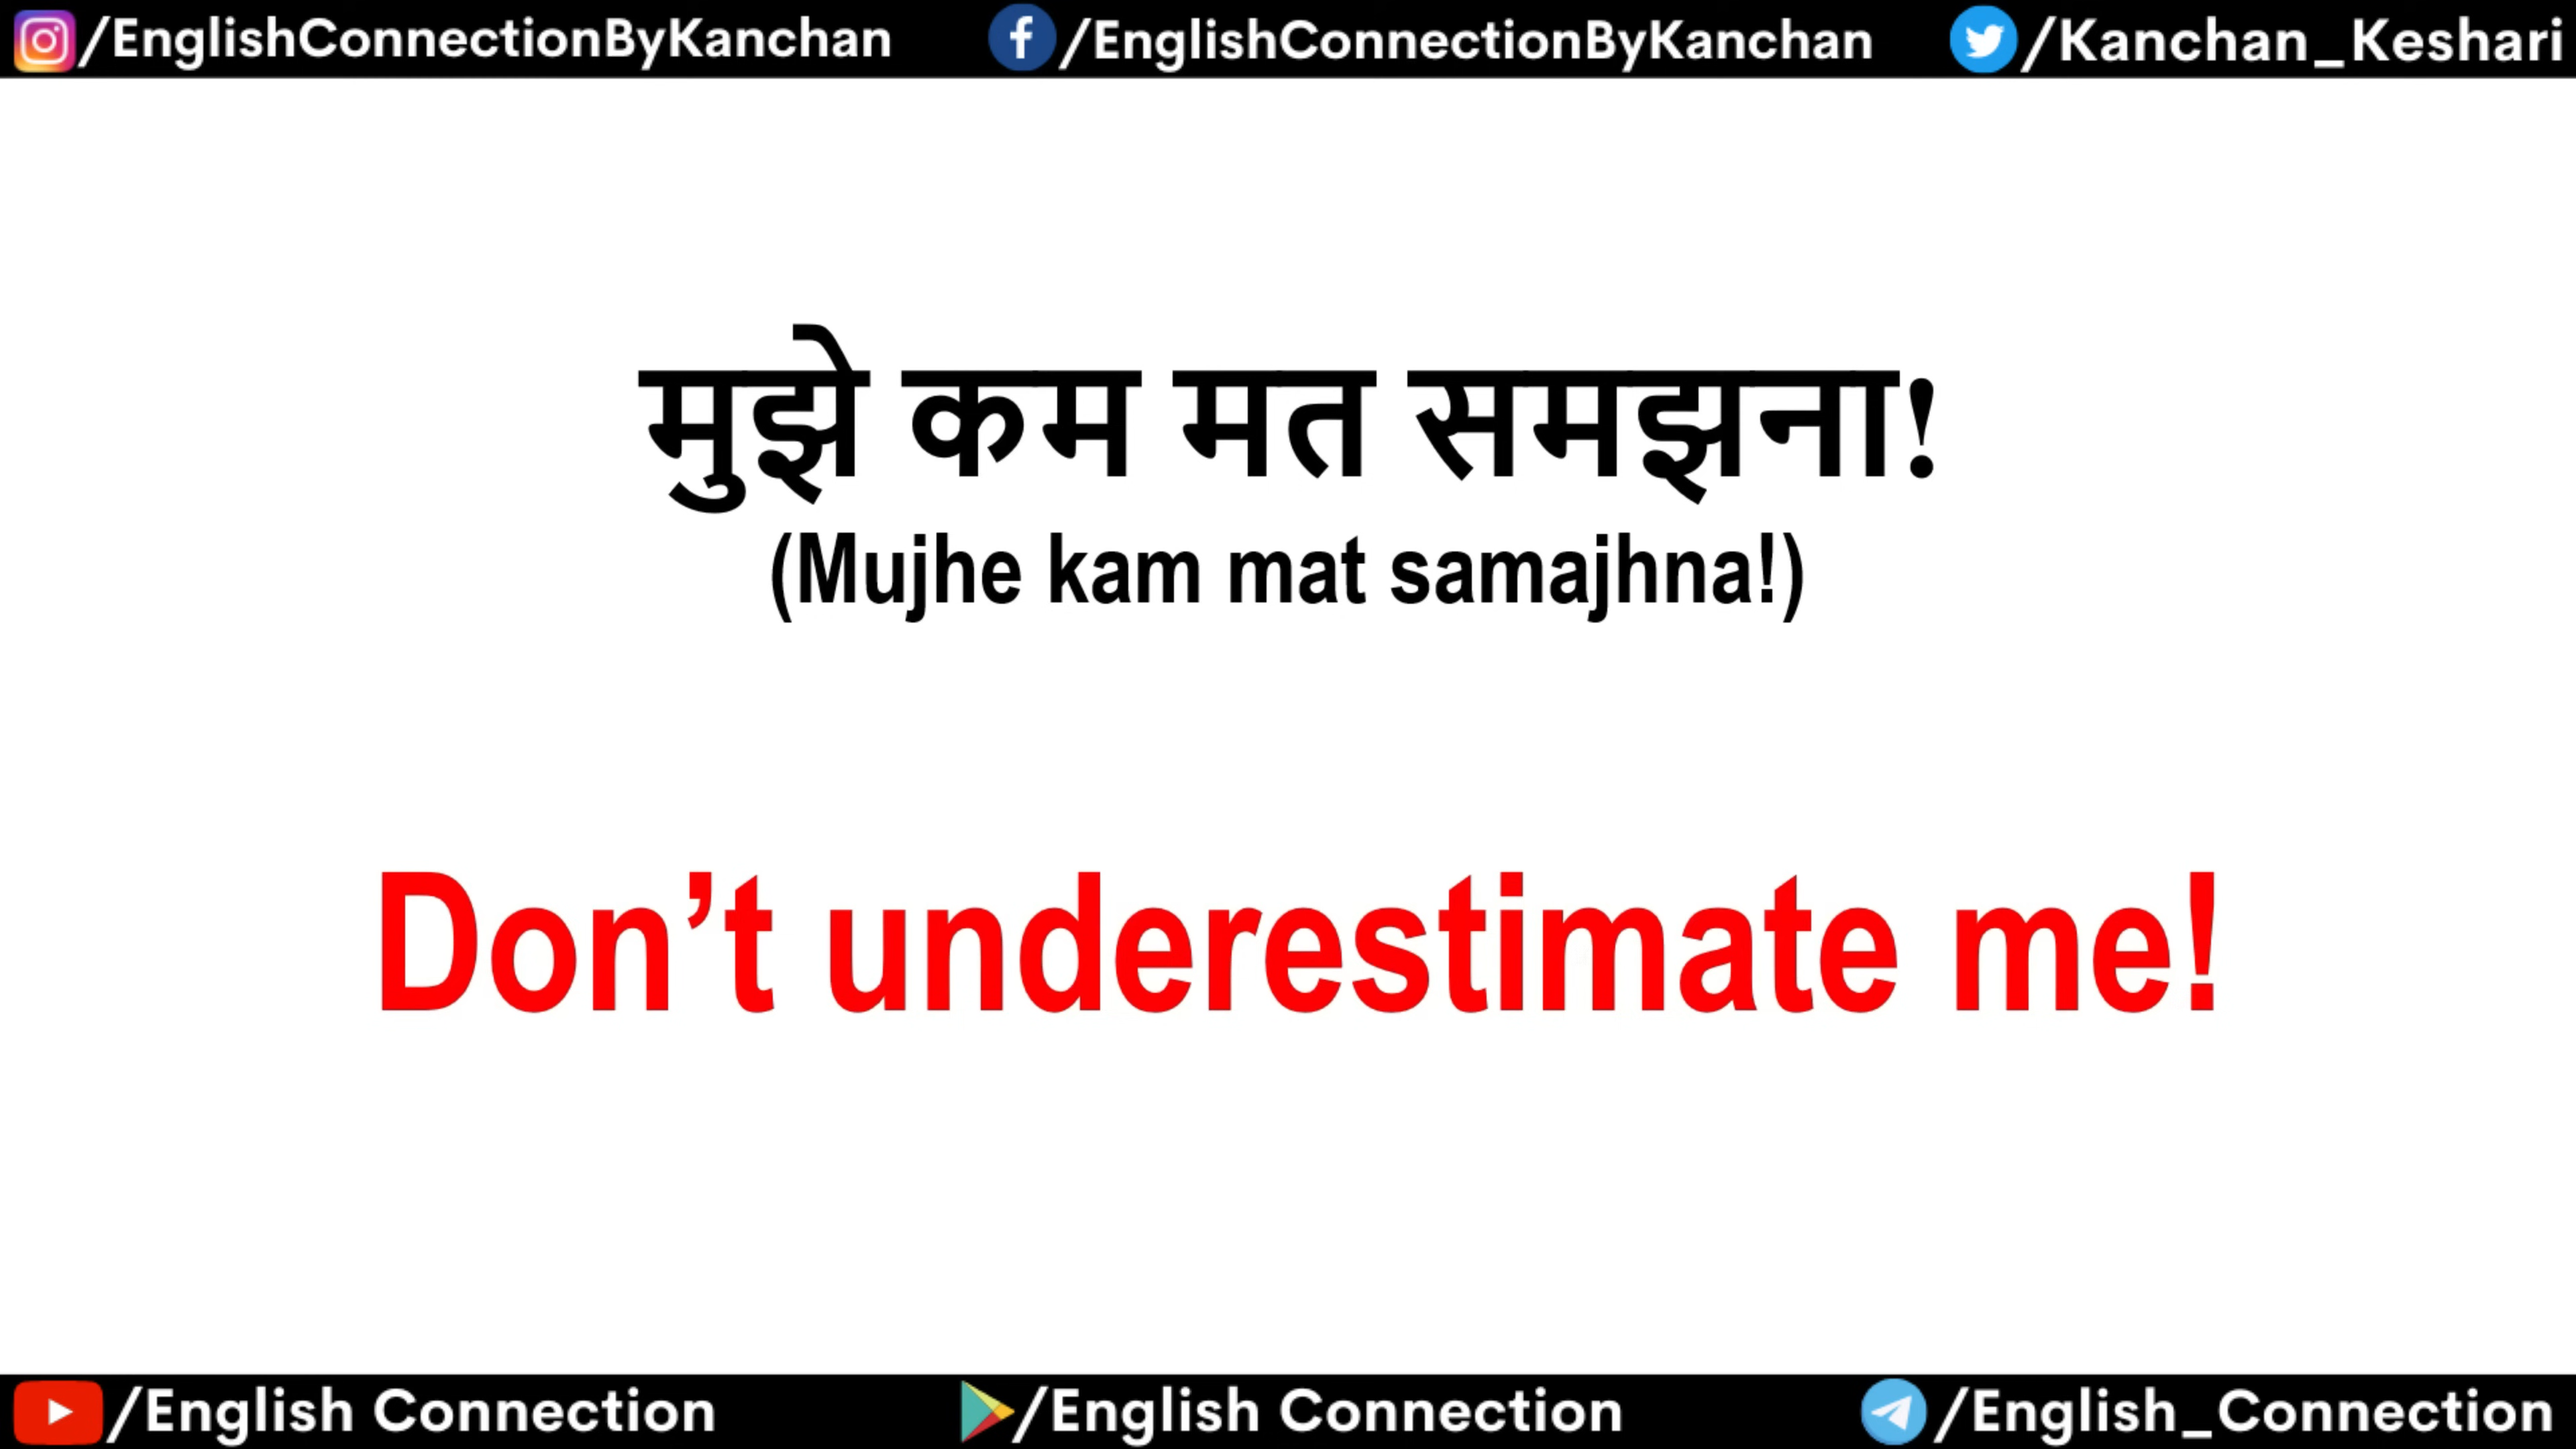 /EnglishConnectionByKanchan /EnglishConnectionByKanchan /Kanchan_Keshari
मुझे कम मत समझना!
(Mujhe kam mat samajhna!)
Don’t underestimate me!
/English Connection /English Connection /English_Connection